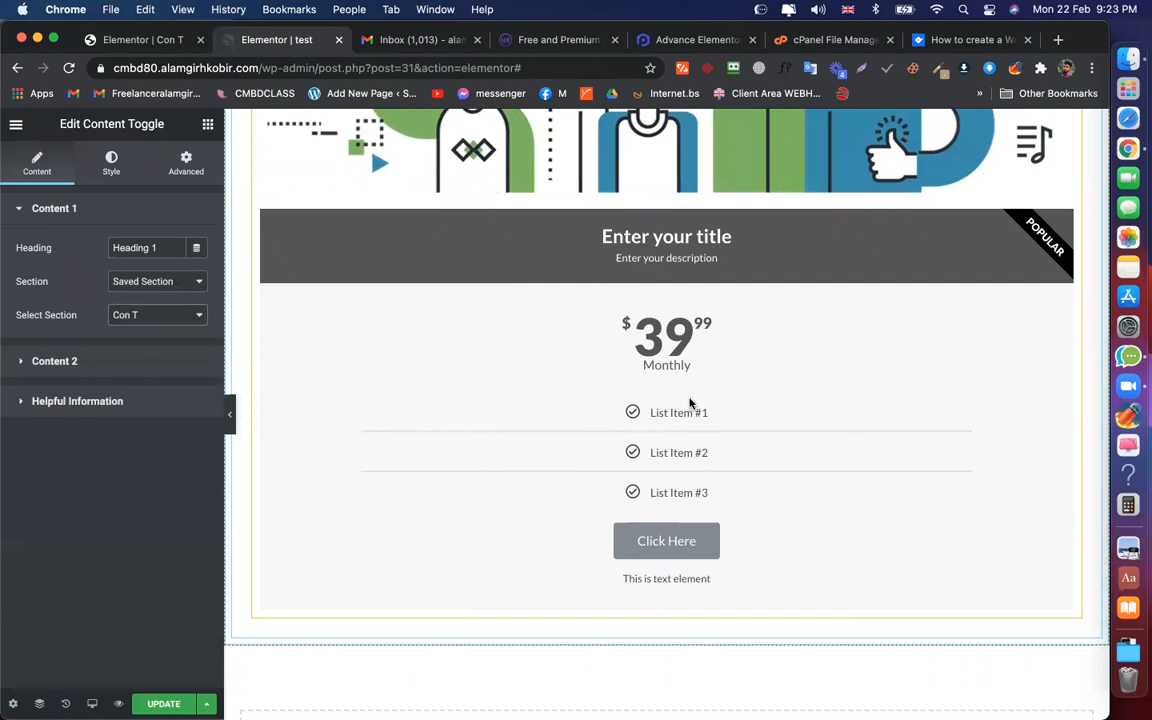 Chrome File Edit View History Bookmarks People Tab Window Help Mon 22 Feb 9:23 PM
Elementor | Con T Elementor | test Inbox (1,013) - alam Free and Premium Advance Elemento cPanel File Manage How to create a We
cmbd80.alamgirhkobir.com/wp-admin/post.php?post=31&action=elementor#
Apps Freelanceralamgir... CMBDCLASS Add New Page ‹ S... messenger M Internet.bs Client Area WEBH... » Other Bookmarks
Edit Content Toggle
Content Style Advanced
Content 1
Heading Heading 1
Section Saved Section
Select Section Con T
Content 2
Helpful Information
UPDATE
Enter your title
Enter your description
POPULAR
$ 39 99
Monthly
List Item #1
List Item #2
List Item #3
Click Here
This is text element